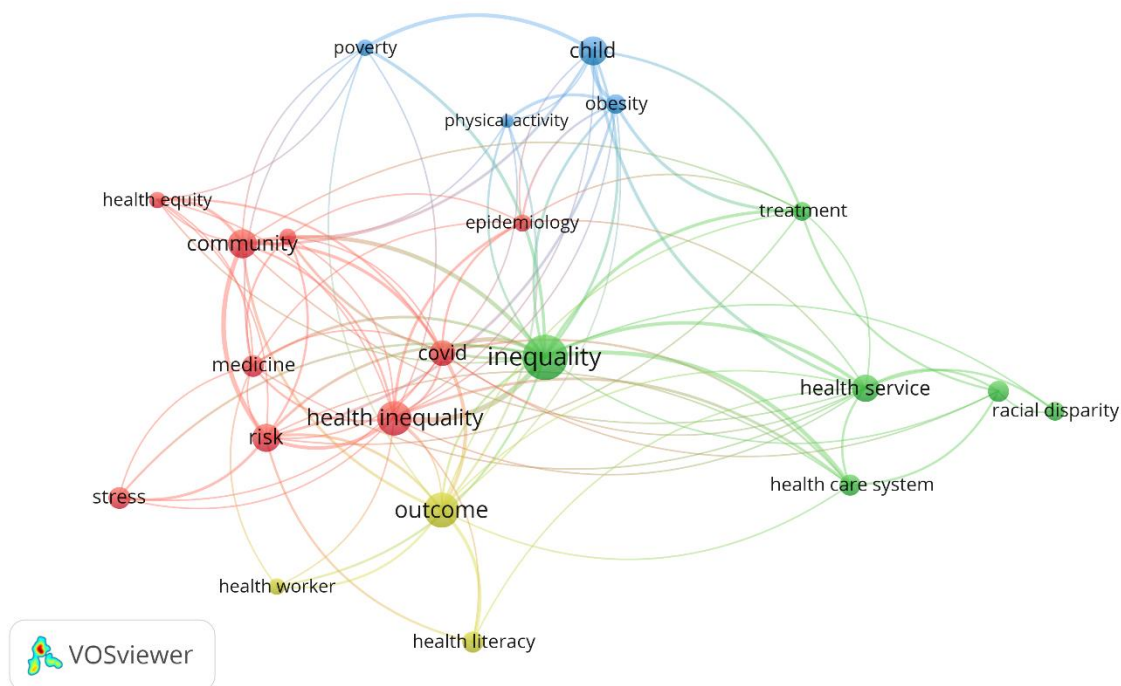 poverty
child
obesity
physical activity
health equity
treatment
epidemiology
community
covid
inequality
medicine
health service
racial disparity
health inequality
risk
health care system
stress
outcome
health worker
health literacy
VOSviewer